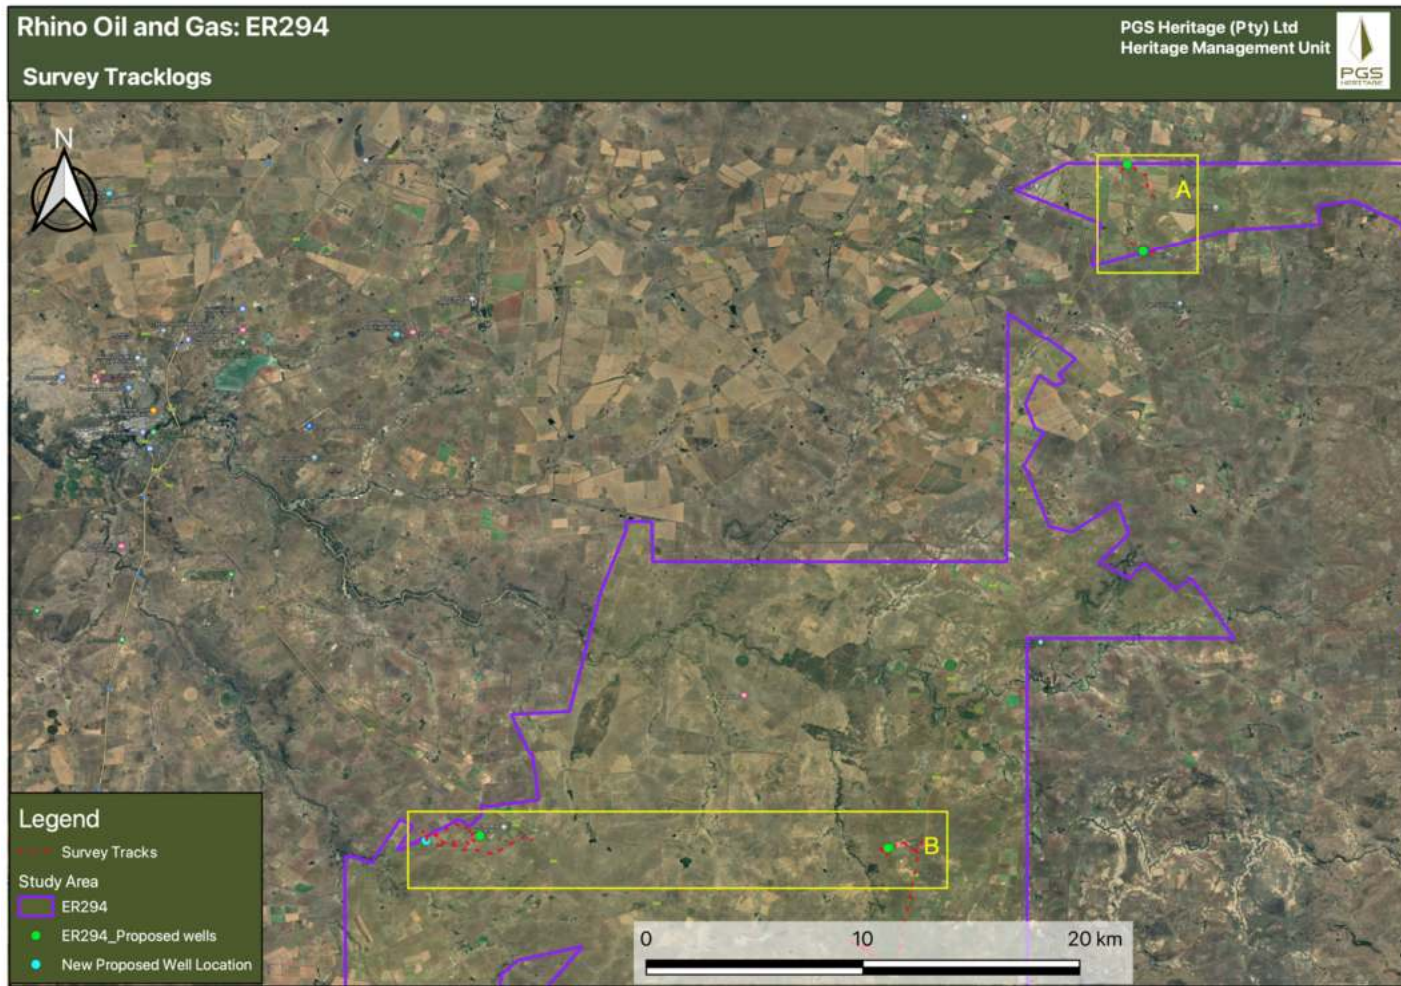 Rhino Oil and Gas: ER294
Survey Tracklogs
PGS Heritage (Pty) Ltd
Heritage Management Unit
PGS
HERITAGE
N
A
B
Legend
Survey Tracks
Study Area
ER294
ER294_Proposed wells
New Proposed Well Location
0
10
20 km